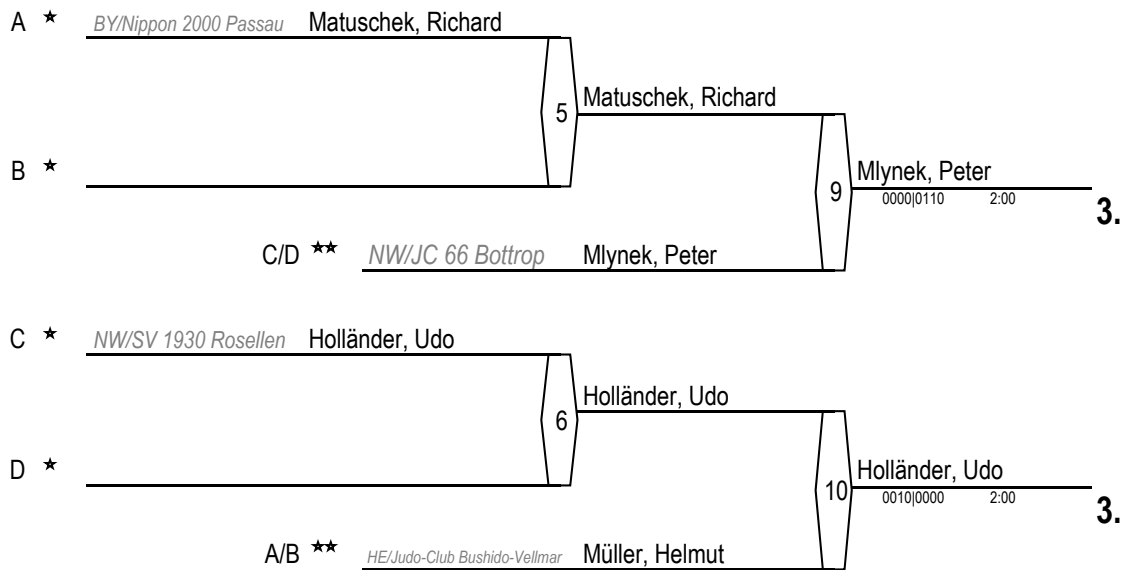 A ★ BY/Nippon 2000 Passau Matuschek, Richard
5 Matuschek, Richard
B ★
9 Mlynek, Peter
0000|0110 2:00
3.
C/D ★★ NW/JC 66 Bottrop Mlynek, Peter
C ★ NW/SV 1930 Rosellen Holländer, Udo
6 Holländer, Udo
D ★
10 Holländer, Udo
0010|0000 2:00
3.
A/B ★★ HE/Judo-Club Bushido-Vellmar Müller, Helmut